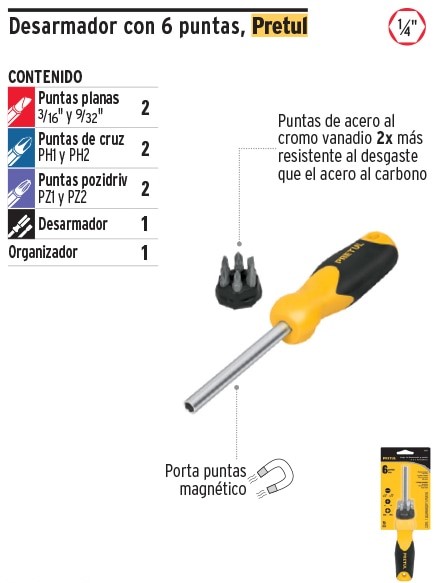 Desarmador con 6 puntas, Pretul
1/4"
CONTENIDO
Puntas planas
3/16" y 9/32"
2
Puntas de cruz
PH1 y PH2
2
Puntas pozidriv
PZ1 y PZ2
2
Desarmador
1
Organizador
1
Puntas de acero al
cromo vanadio 2x más
resistente al desgaste
que el acero al carbono
PRETUL
Porta puntas
magnético
PRETUL
6
PRETUL